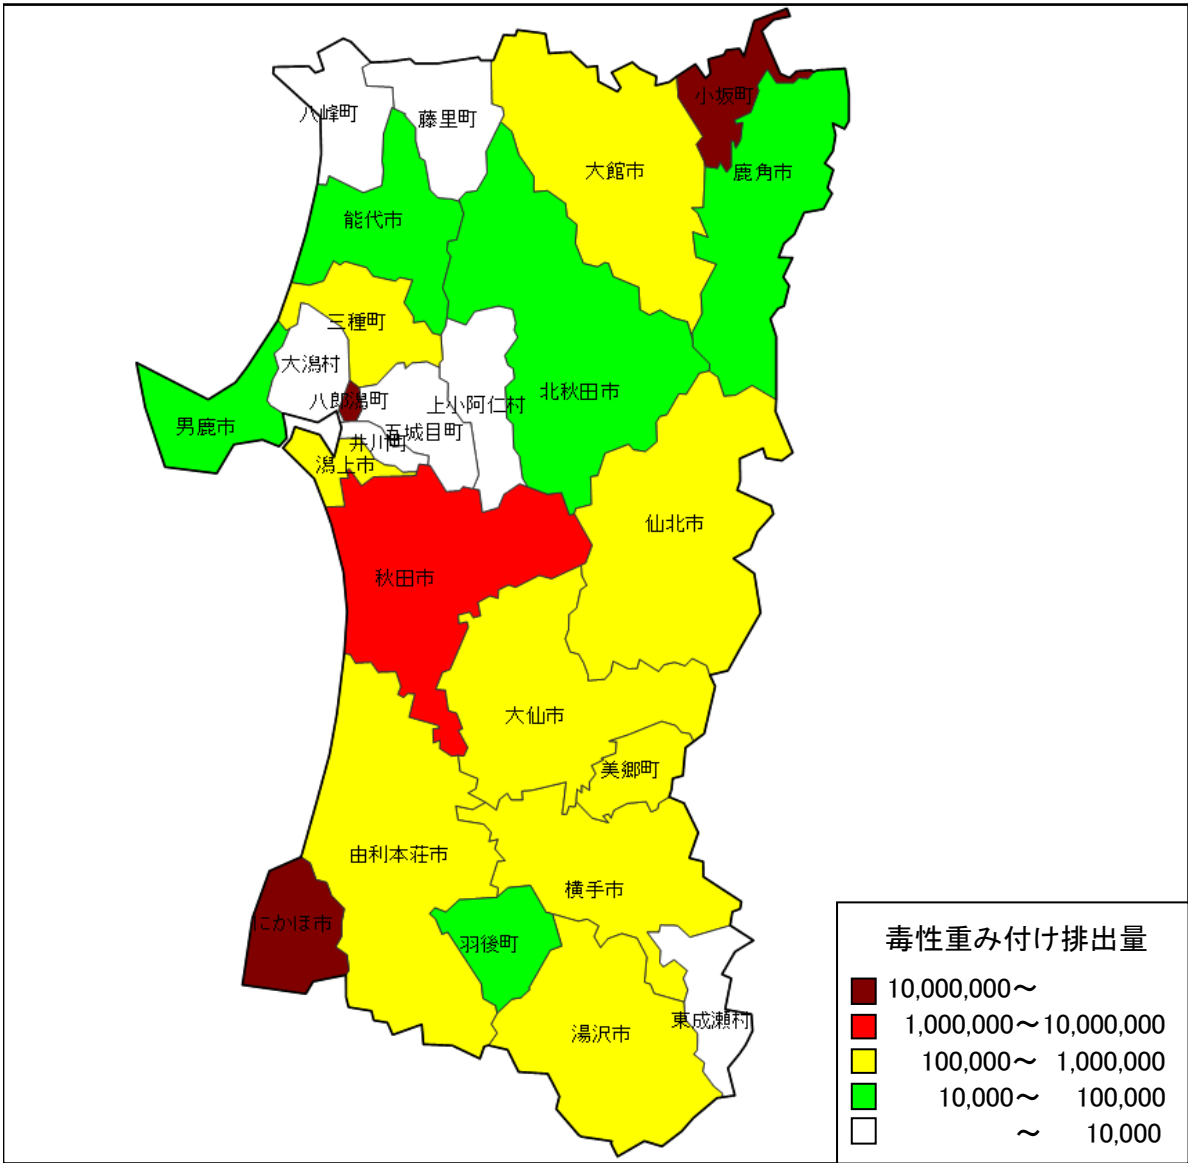 小坂町
八峰町
藤里町
大館市
鹿角市
能代市
三種町
大潟村
北秋田市
八郎潟町
上小阿仁村
男鹿市
五城目町
井川町
潟上市
仙北市
秋田市
大仙市
美郷町
由利本荘市
横手市
にかほ市
羽後町
東成瀬村
湯沢市
毒性重み付け排出量
10,000,000～
1,000,000～10,000,000
100,000～ 1,000,000
10,000～ 100,000
～ 10,000